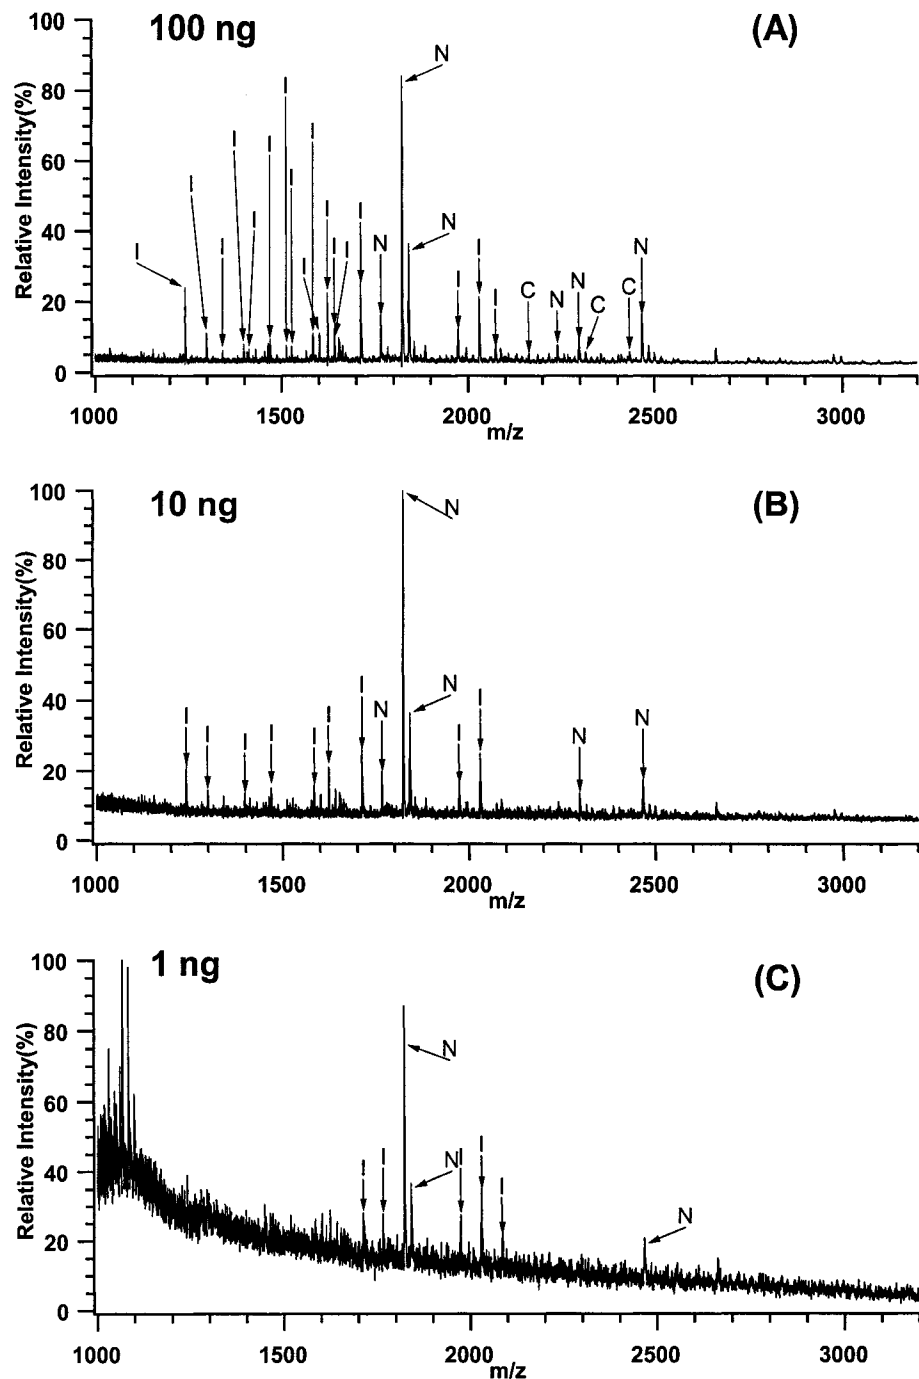 100 ng
(A)
Relative Intensity(%)
100
80
60
40
20
0
I I I I I I I I I I I I I I N N N I I I C N N C C N
1000 1500 2000 2500 3000
m/z
10 ng
(B)
Relative Intensity(%)
100
80
60
40
20
0
I I I I I I I N N N I I N N
1000 1500 2000 2500 3000
m/z
1 ng
(C)
Relative Intensity(%)
100
80
60
40
20
0
I I N N I I I N
1000 1500 2000 2500 3000
m/z